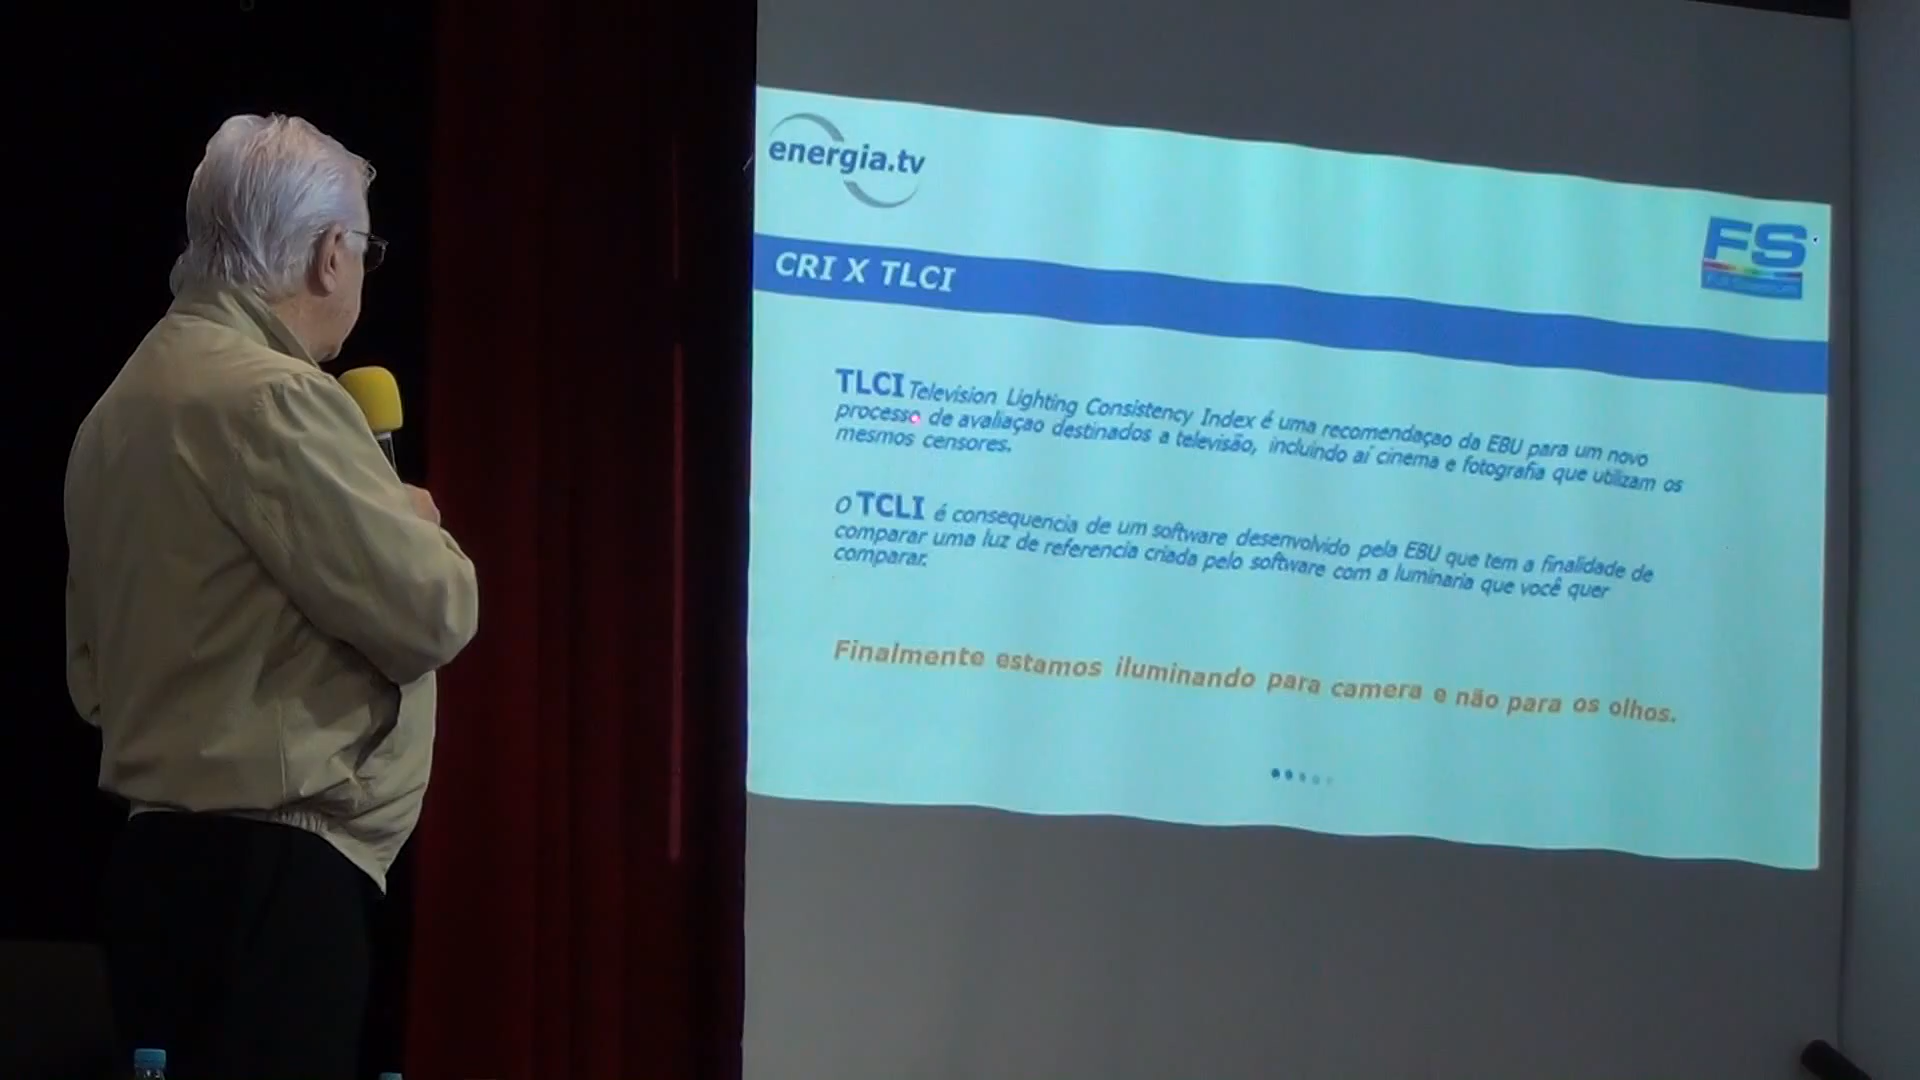 energia.tv
FS
CRI X TLCI
TLCI Television Lighting Consistency Index é uma recomendaçao da EBU para um novo
processo de avaliaçao destinados a televisão, incluindo aí cinema e fotografia que utilizam os
mesmos censores.
O TCLI é consequencia de um software desenvolvido pela EBU que tem a finalidade de
comparar uma luz de referencia criada pelo software com a luminaria que você quer
comparar.
Finalmente estamos iluminando para camera e não para os olhos.